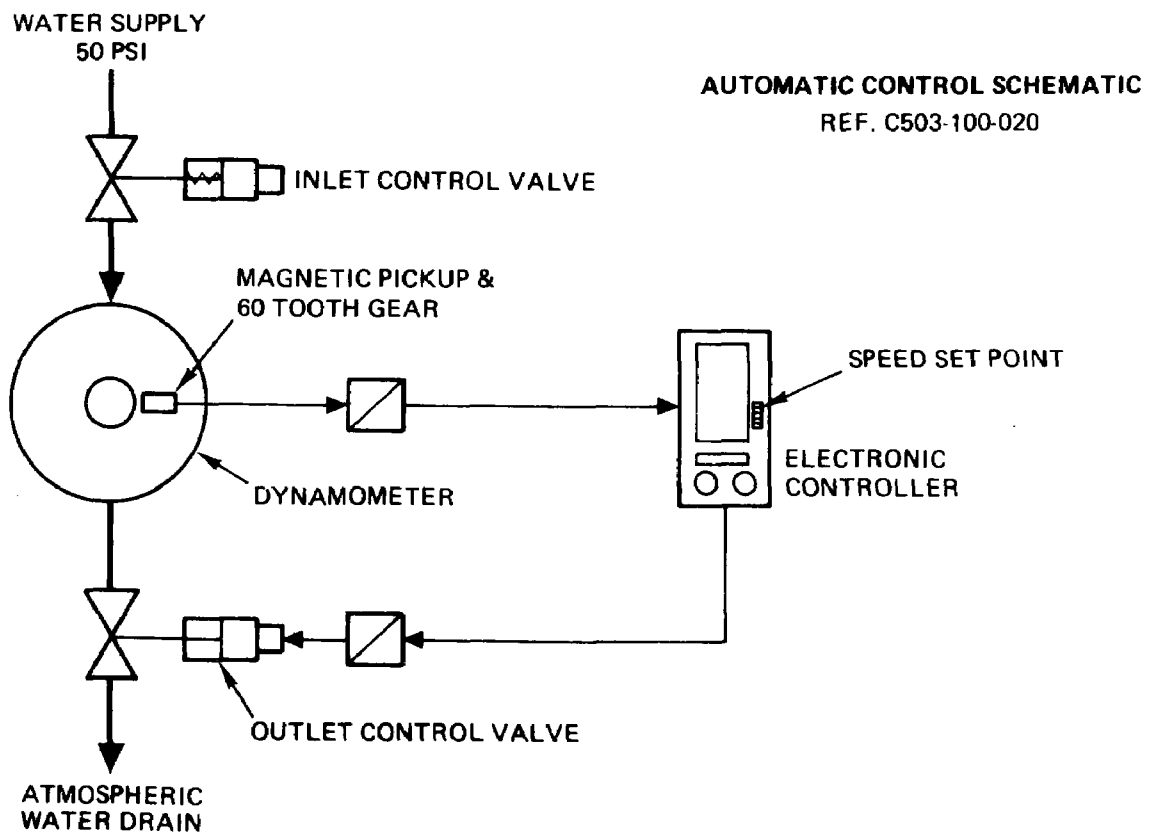 WATER SUPPLY
50 PSI
AUTOMATIC CONTROL SCHEMATIC
REF. C503-100-020
INLET CONTROL VALVE
MAGNETIC PICKUP &
60 TOOTH GEAR
SPEED SET POINT
ELECTRONIC
CONTROLLER
DYNAMOMETER
OUTLET CONTROL VALVE
ATMOSPHERIC
WATER DRAIN